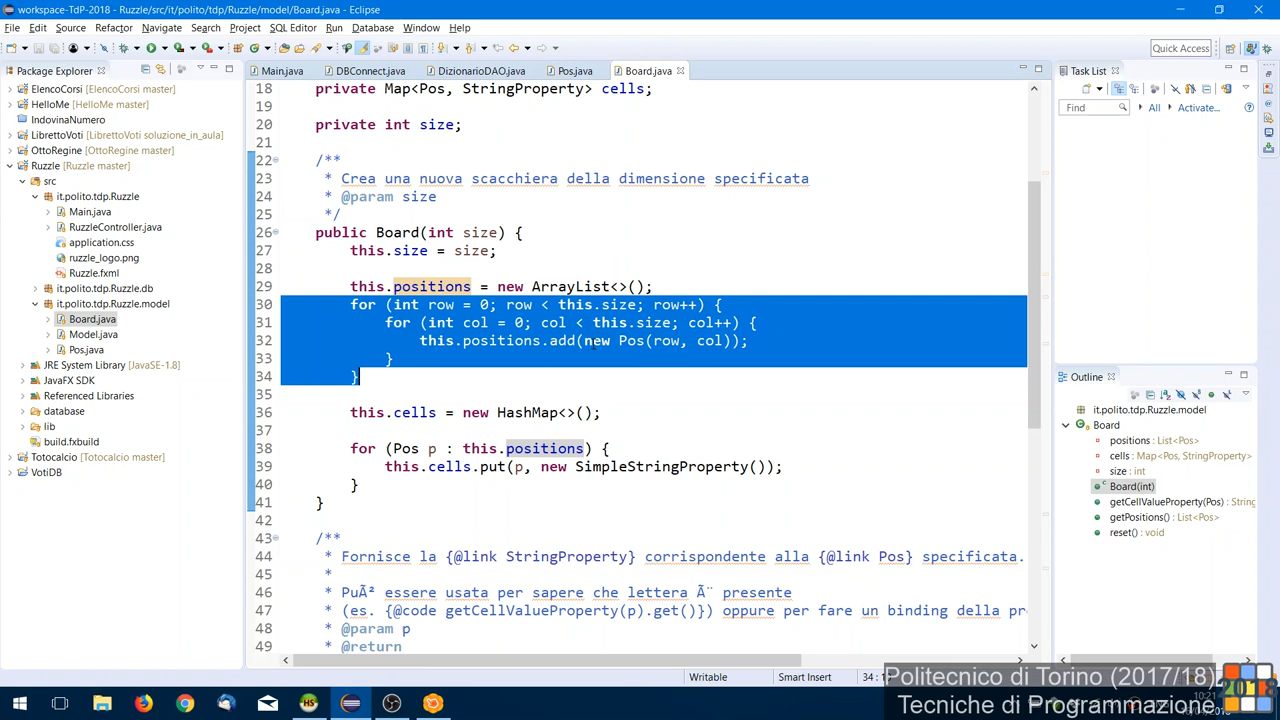 workspace-TdP-2018 - Ruzzle/src/it/polito/tdp/Ruzzle/model/Board.java - Eclipse
File Edit Source Refactor Navigate Search Project SQL Editor Run Database Window Help
Quick Access
Package Explorer
ElencoCorsi [ElencoCorsi master]
HelloMe [HelloMe master]
IndovinaNumero
LibrettoVoti [LibrettoVoti soluzione_in_aula]
OttoRegine [OttoRegine master]
Ruzzle [Ruzzle master]
src
it.polito.tdp.Ruzzle
Main.java
RuzzleController.java
application.css
ruzzle_logo.png
Ruzzle.fxml
it.polito.tdp.Ruzzle.db
it.polito.tdp.Ruzzle.model
Board.java
Model.java
Pos.java
JRE System Library [JavaSE-1.8]
JavaFX SDK
Referenced Libraries
database
lib
build.fxbuild
Totocalcio [Totocalcio master]
VotiDB
Main.java DBConnect.java DizionarioDAO.java Pos.java Board.java
18 private Map<Pos, StringProperty> cells;
19
20 private int size;
21
22 /**
23 * Crea una nuova scacchiera della dimensione specificata
24 * @param size
25 */
26 public Board(int size) {
27 this.size = size;
28
29 this.positions = new ArrayList<>();
30 for (int row = 0; row < this.size; row++) {
31 for (int col = 0; col < this.size; col++) {
32 this.positions.add(new Pos(row, col));
33 }
34 }
35
36 this.cells = new HashMap<>();
37
38 for (Pos p : this.positions) {
39 this.cells.put(p, new SimpleStringProperty());
40 }
41 }
42
43 /**
44 * Fornisce la {@link StringProperty} corrispondente alla {@link Pos} specificata.
45 *
46 * PuÃ² essere usata per sapere che lettera Ã¨ presente
47 * (es. {@code getCellValueProperty(p).get()}) oppure per fare un binding della pr
48 * @param p
49 * @return
Task List
Find All Activate...
Outline
it.polito.tdp.Ruzzle.model
Board
positions : List<Pos>
cells : Map<Pos, StringProperty>
size : int
Board(int)
getCellValueProperty(Pos) : String
getPositions() : List<Pos>
reset() : void
Writable Smart Insert
Politecnico di Torino (2017/18)
Tecniche di Programmazione
2018
10:21